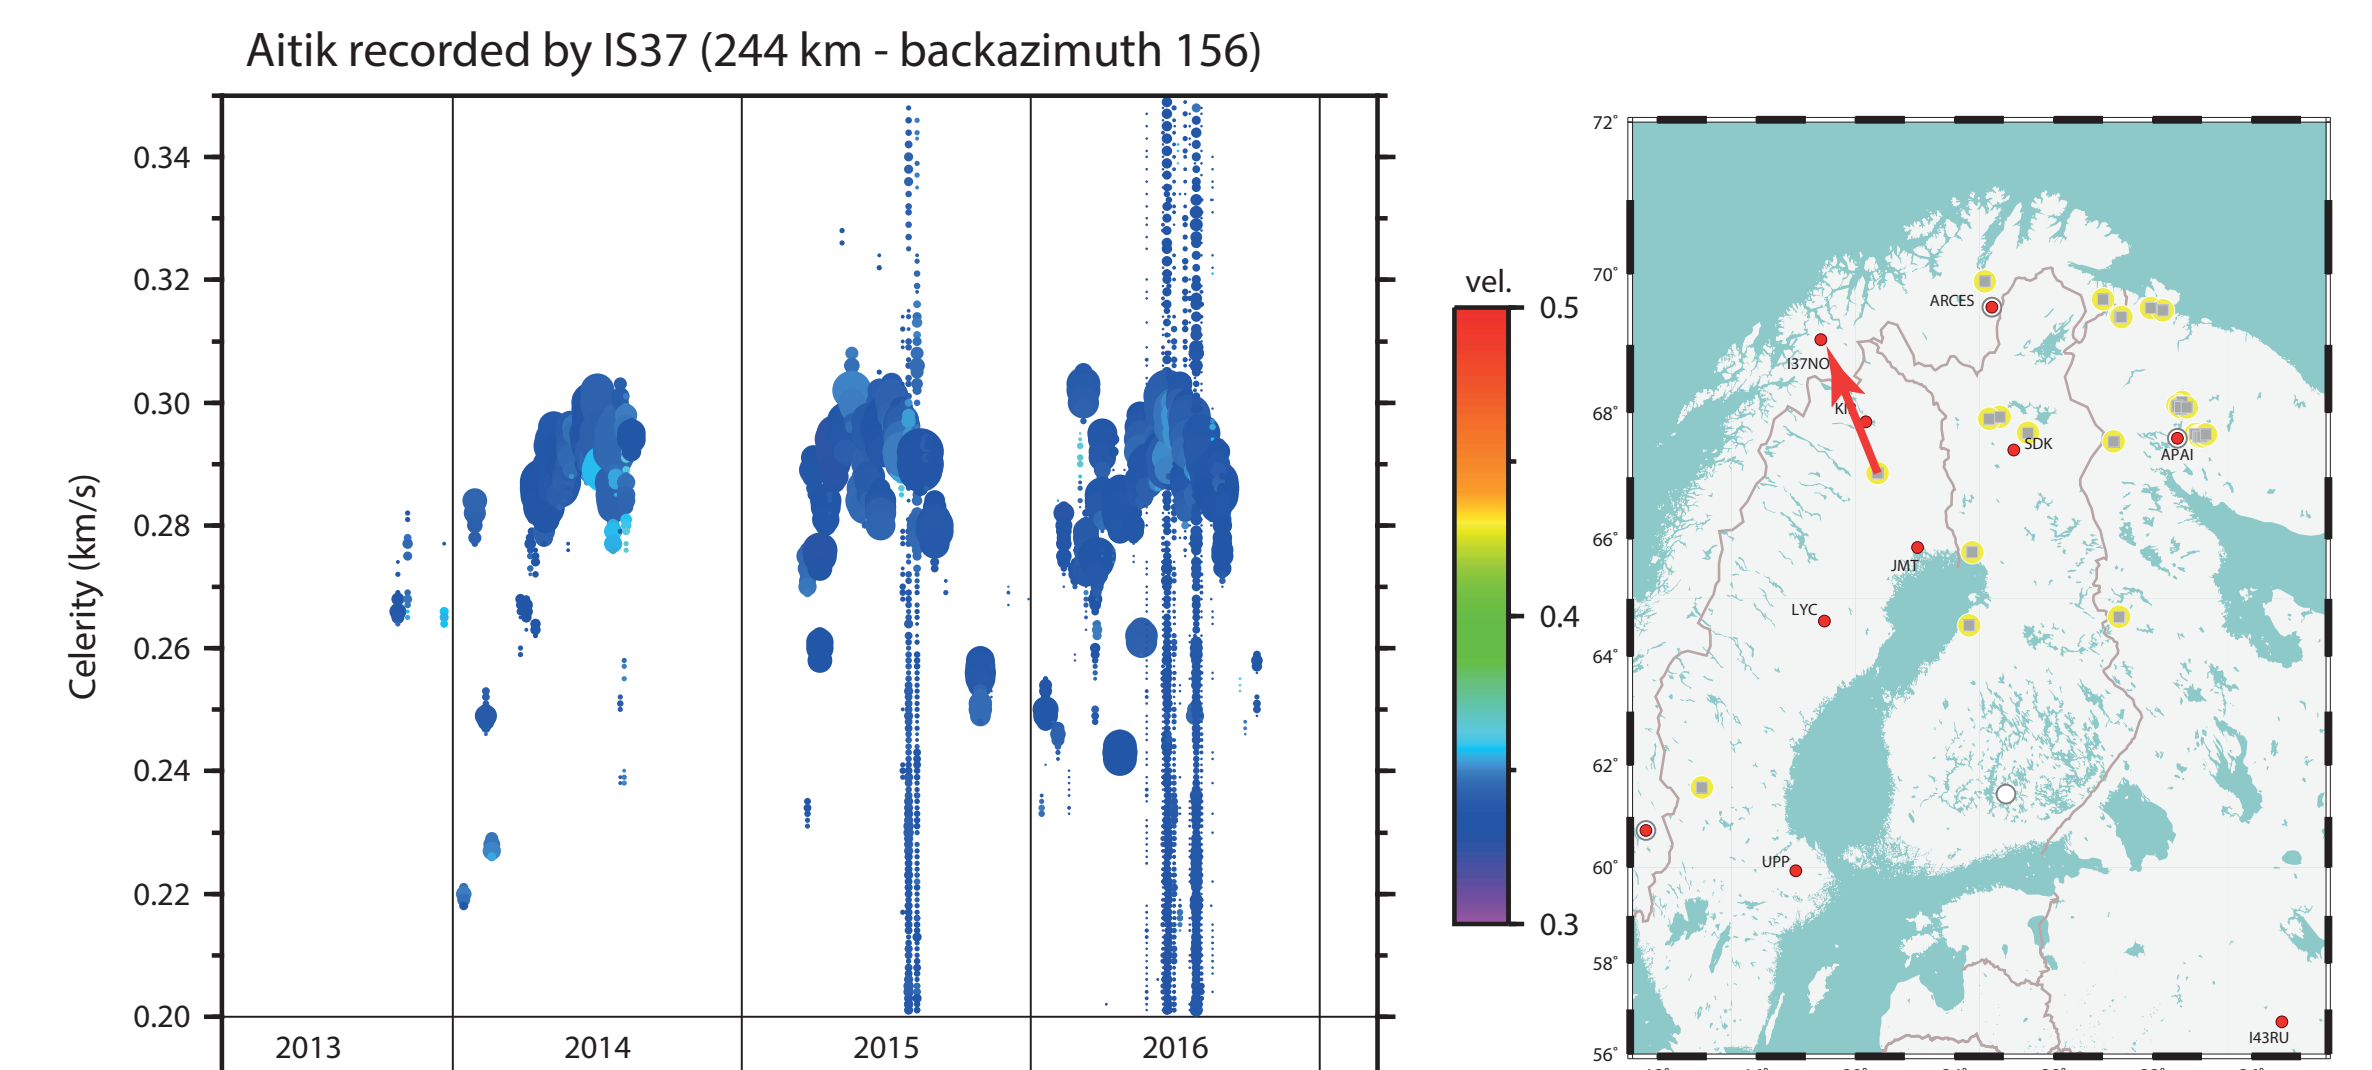 Aitik recorded by IS37 (244 km - backazimuth 156)
Celerity (km/s)
0.34
0.32
0.30
0.28
0.26
0.24
0.22
0.20
2013 2014 2015 2016
vel.
0.5
0.4
0.3
72°
70°
68°
66°
64°
62°
60°
58°
56°
ARCES
I37NO
SDK
APAI
JMT
LYC
UPP
I43RU